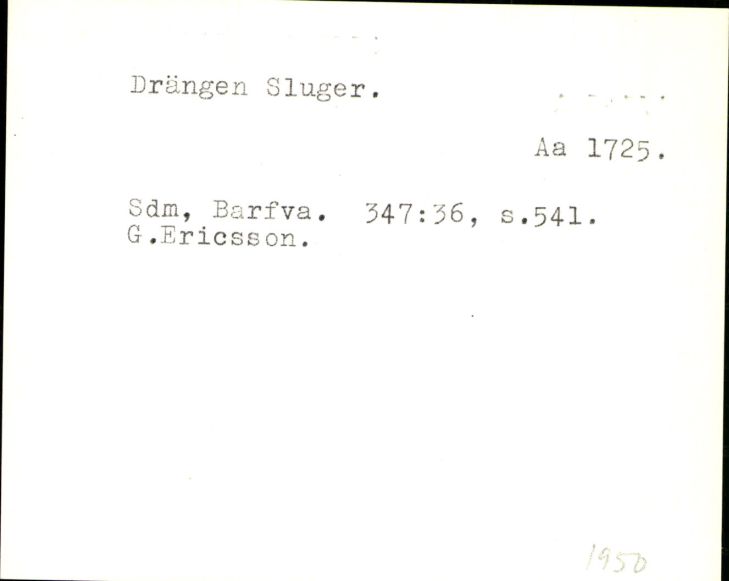 Drängen Sluger.
Aa 1725.
Sdm, Barfva. 347:36, s.541.
G.Ericsson.
1950